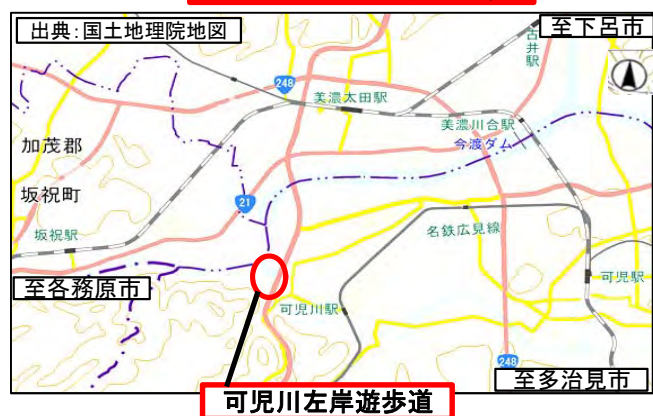 出典:国土地理院地図
至下呂市
古井駅
248
美濃太田駅
美濃川合駅
今渡ダム
加茂郡
坂祝町
21
坂祝駅
名鉄広見線
至各務原市
可児駅
可児川駅
248
至多治見市
可児川左岸遊歩道